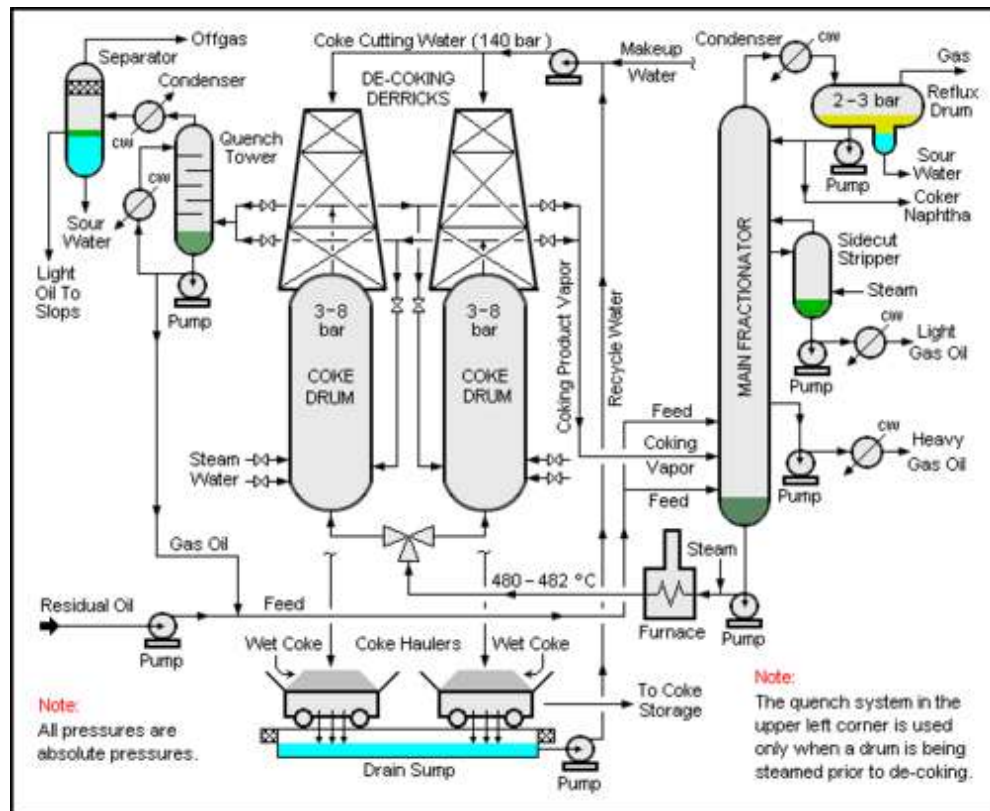 Offgas
Separator
Condenser
CW
CW
Quench
Tower
Sour
Water
Light
Oil To
Slops
Pump
Coke Cutting Water (140 bar)
DE-COKING
DERRICKS
Makeup
Water
3-8
bar
COKE
DRUM
3-8
bar
COKE
DRUM
Steam
Water
Coking Product Vapor
Recycle Water
Condenser
CW
Gas
2-3 bar
Reflux
Drum
Pump
Sour
Water
Coker
Naphtha
MAIN FRACTIONATOR
Sidecut
Stripper
Steam
CW
Pump
Light
Gas Oil
Feed
Coking
Vapor
Feed
CW
Pump
Heavy
Gas Oil
Gas Oil
480-482 °C
Steam
Furnace
Pump
Residual Oil
Pump
Feed
Wet Coke
Coke Haulers
Wet Coke
To Coke
Storage
Drain Sump
Pump
Note:
All pressures are
absolute pressures.
Note:
The quench system in the
upper left corner is used
only when a drum is being
steamed prior to de-coking.